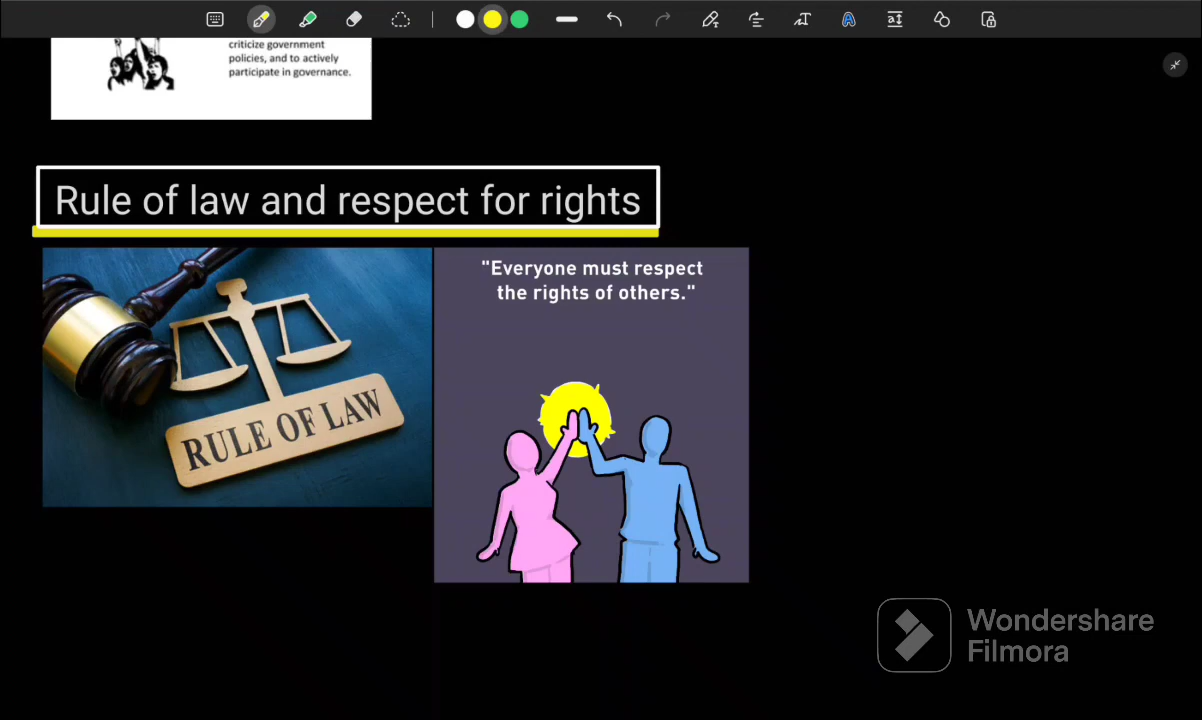 criticize government
policies, and to actively
participate in governance.
Rule of law and respect for rights
RULE OF LAW
"Everyone must respect
the rights of others."
Wondershare
Filmora